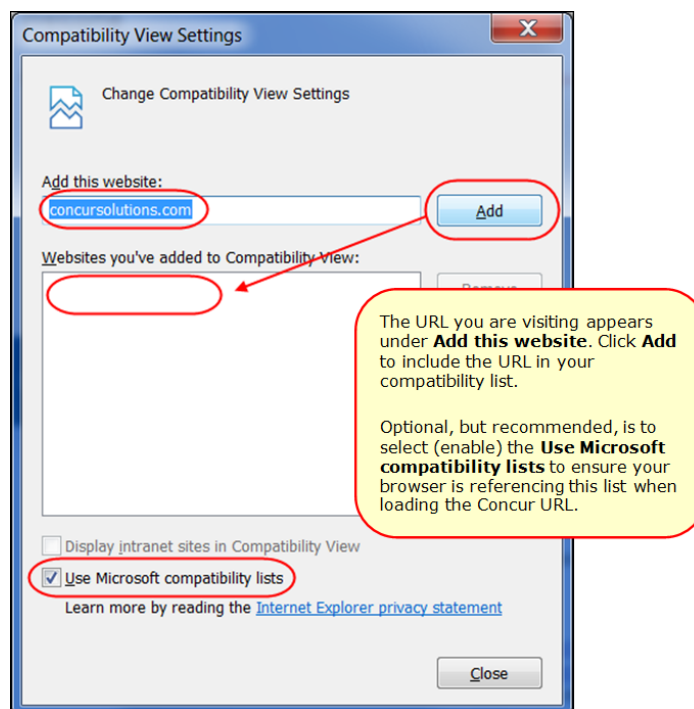 Compatibility View Settings
X
Change Compatibility View Settings
Add this website:
concursolutions.com
Add
Websites you've added to Compatibility View:
Remove
The URL you are visiting appears
under Add this website. Click Add
to include the URL in your
compatibility list.
Optional, but recommended, is to
select (enable) the Use Microsoft
compatibility lists to ensure your
browser is referencing this list when
loading the Concur URL.
Display intranet sites in Compatibility View
Use Microsoft compatibility lists
Learn more by reading the Internet Explorer privacy statement
Close